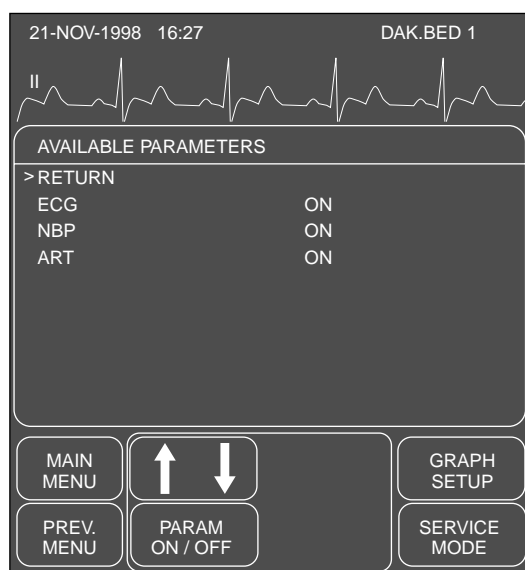 21-NOV-1998 16:27 DAK.BED 1
II
AVAILABLE PARAMETERS
>RETURN
ECG ON
NBP ON
ART ON
MAIN
MENU
GRAPH
SETUP
PREV.
MENU
PARAM
ON / OFF
SERVICE
MODE